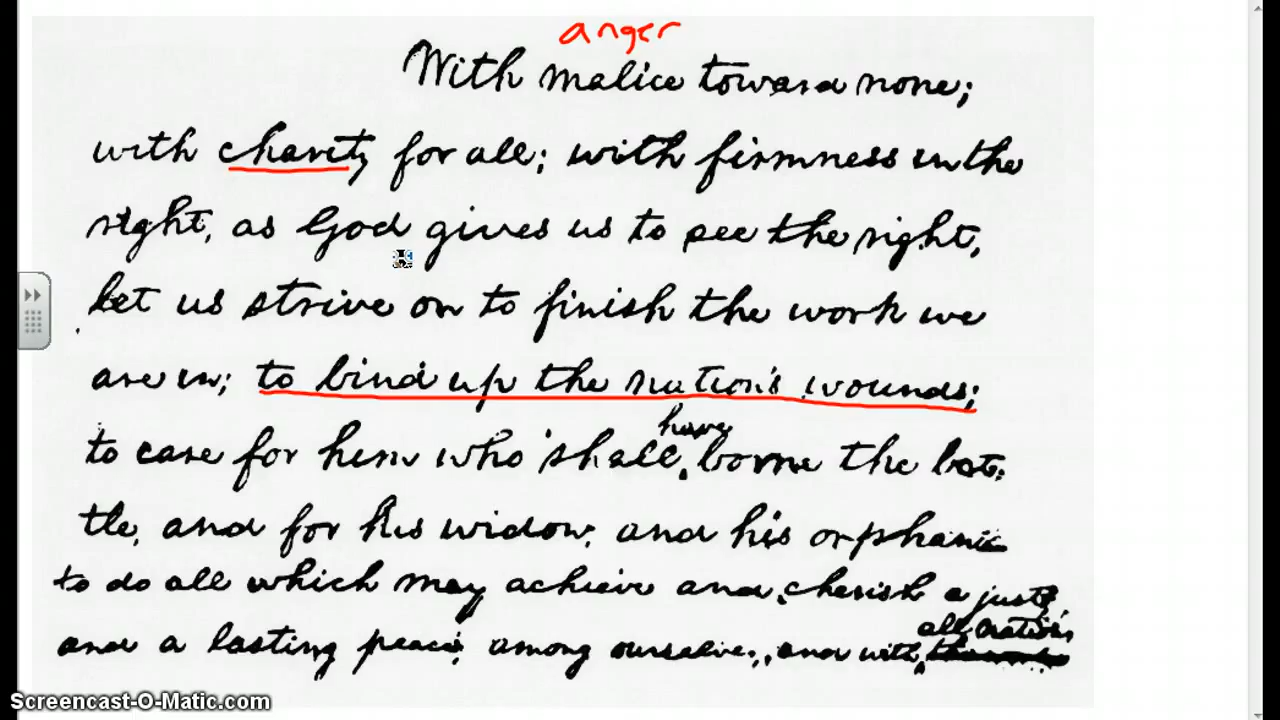 anger
With malice toward none;
with charity for all; with firmness in the
right, as God gives us to see the right,
let us strive on to finish the work we
are in; to bind up the nation's wounds;
have
to care for him who shall borne the bat-
tle, and for his widow, and his orphan
to do all which may achieve and cherish a just,
all nations
and a lasting peace, among ourselves, and with
Screencast-O-Matic.com